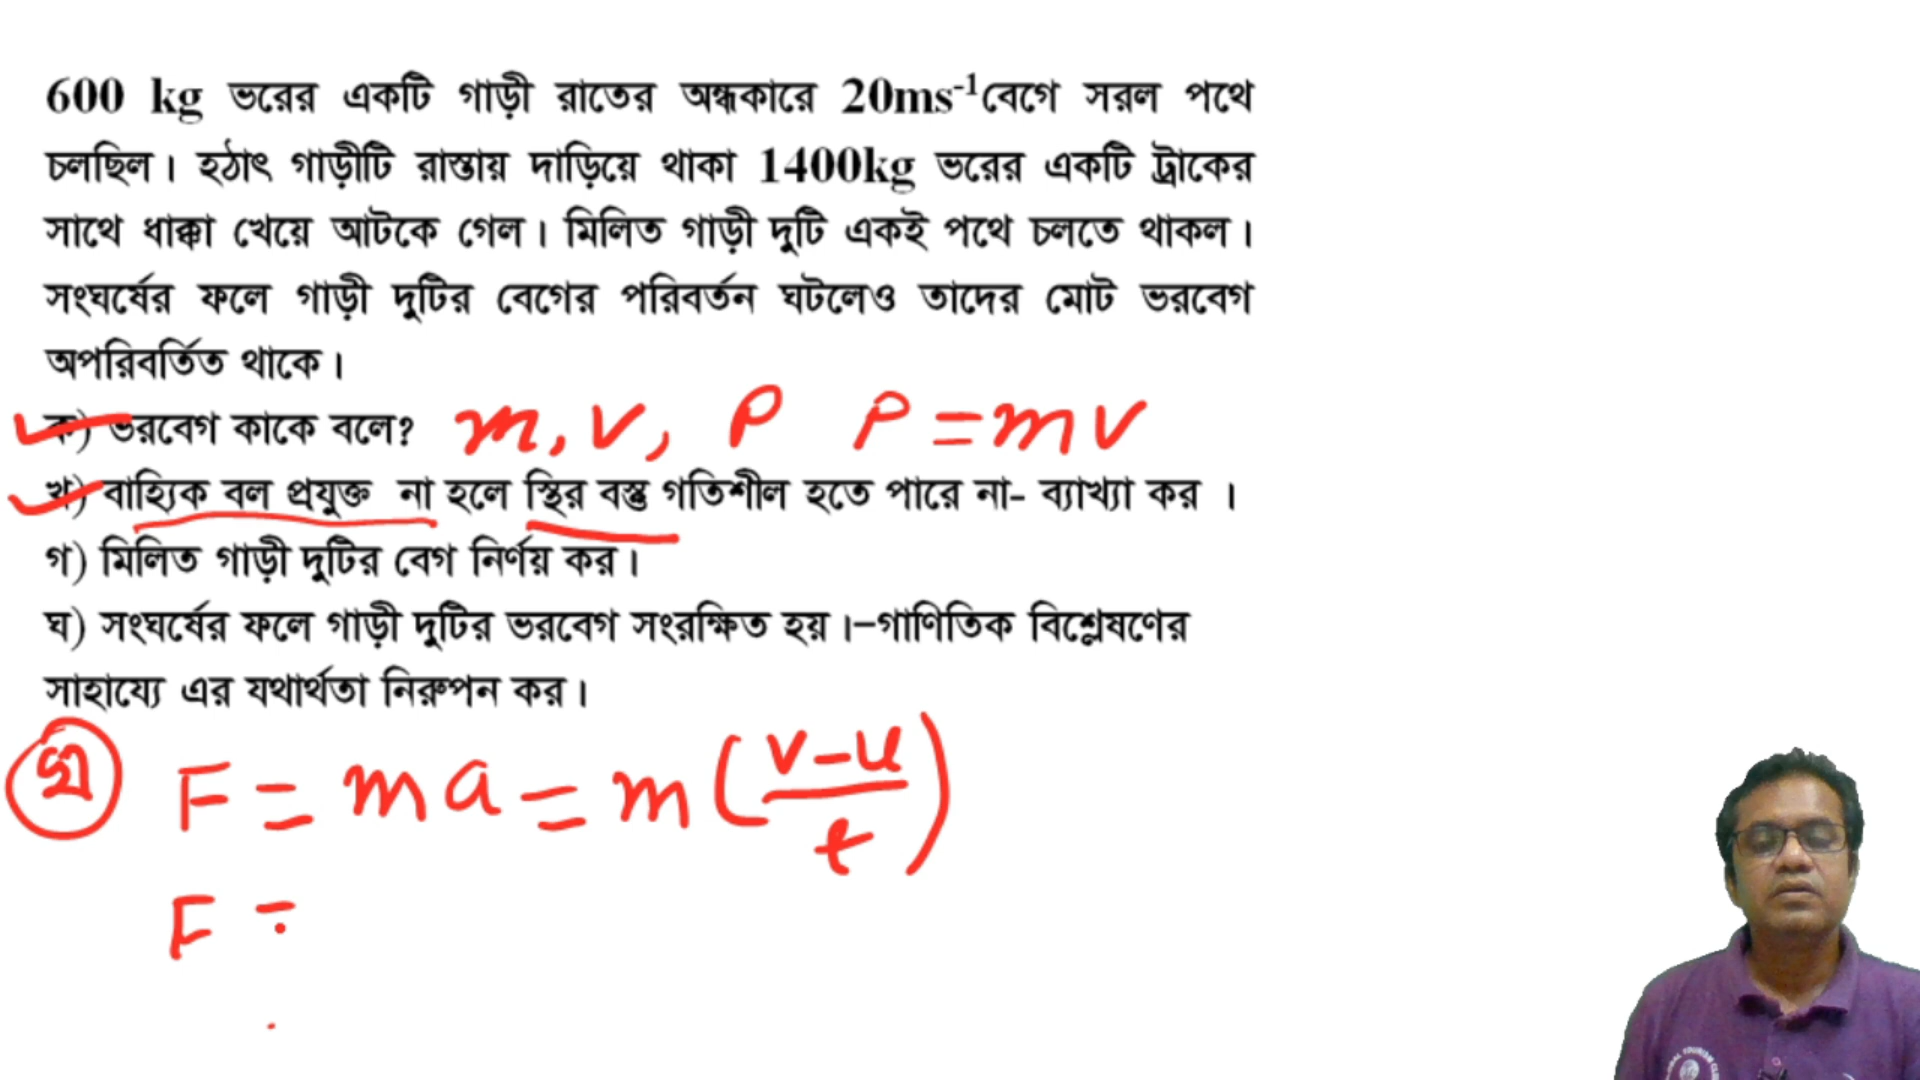 600 kg ভরের একটি গাড়ী রাতের অন্ধকারে 20ms⁻¹বেগে সরল পথে
চলছিল। হঠাৎ গাড়ীটি রাস্তায় দাড়িয়ে থাকা 1400kg ভরের একটি ট্রাকের
সাথে ধাক্কা খেয়ে আটকে গেল। মিলিত গাড়ী দুটি একই পথে চলতে থাকল।
সংঘর্ষের ফলে গাড়ী দুটির বেগের পরিবর্তন ঘটলেও তাদের মোট ভরবেগ
অপরিবর্তিত থাকে।
ক) ভরবেগ কাকে বলে? m, v, P P = mv
খ) বাহ্যিক বল প্রযুক্ত না হলে স্থির বস্তু গতিশীল হতে পারে না- ব্যাখ্যা কর ।
গ) মিলিত গাড়ী দুটির বেগ নির্ণয় কর।
ঘ) সংঘর্ষের ফলে গাড়ী দুটির ভরবেগ সংরক্ষিত হয়।–গাণিতিক বিশ্লেষণের
সাহায্যে এর যথার্থতা নিরুপন কর।
খ F = ma = m(v-u/t)
F =